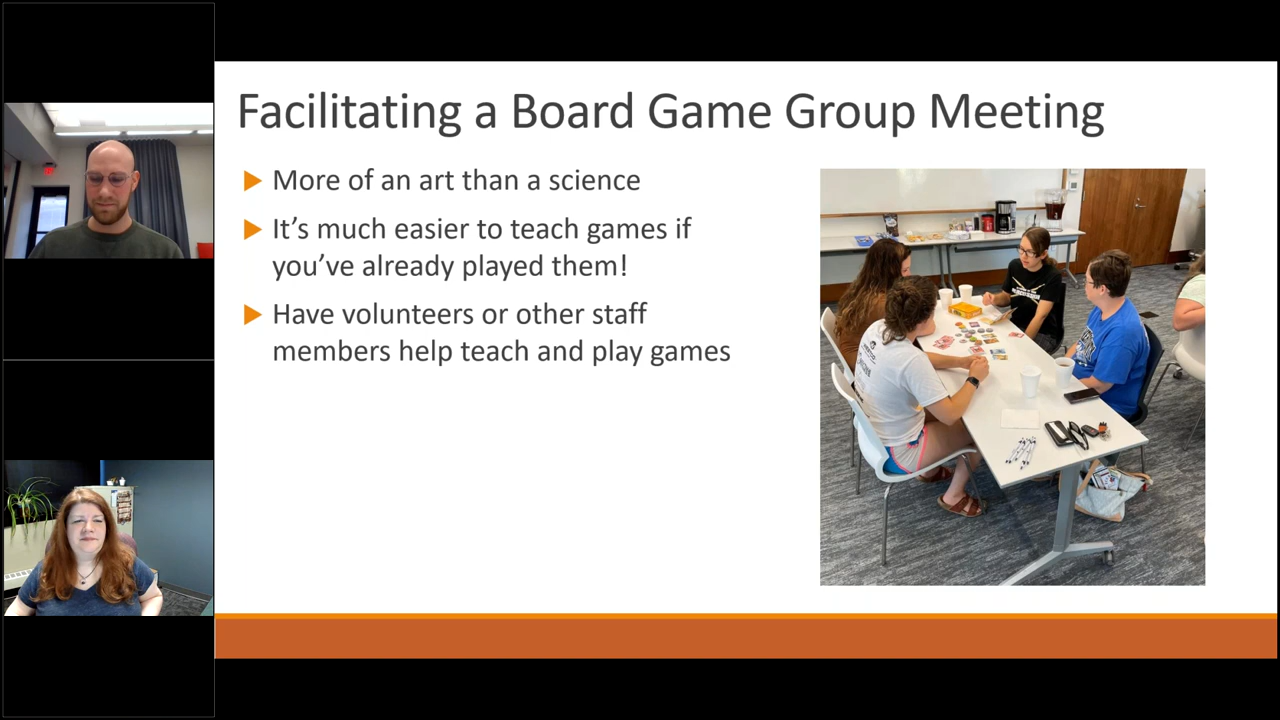 Facilitating a Board Game Group Meeting
More of an art than a science
It's much easier to teach games if
you've already played them!
Have volunteers or other staff
members help teach and play games